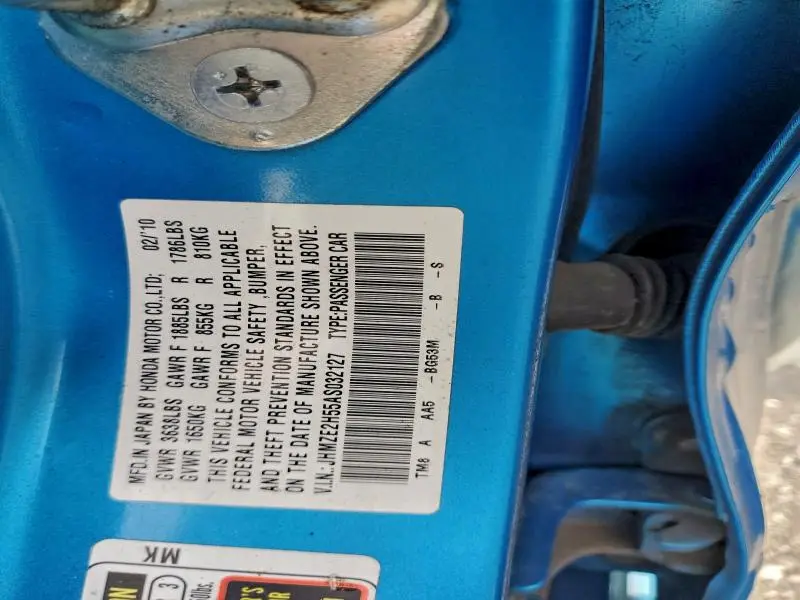 MFD.IN JAPAN BY HONDA MOTOR CO.,LTD; 02/'10
GVWR 3638LBS GAWR F 1885LBS R 1786LBS
GVWR 1650KG GAWR F 855KG R 810KG
THIS VEHICLE CONFORMS TO ALL APPLICABLE
FEDERAL MOTOR VEHICLE SAFETY ,BUMPER,
AND THEFT PREVENTION STANDARDS IN EFFECT
ON THE DATE OF MANUFACTURE SHOWN ABOVE.
V.I.N.:JHMZE2H55AS032127 TYPE:PASSENGER CAR
TM8 A AA5 -BG53M -B -S
MK
3